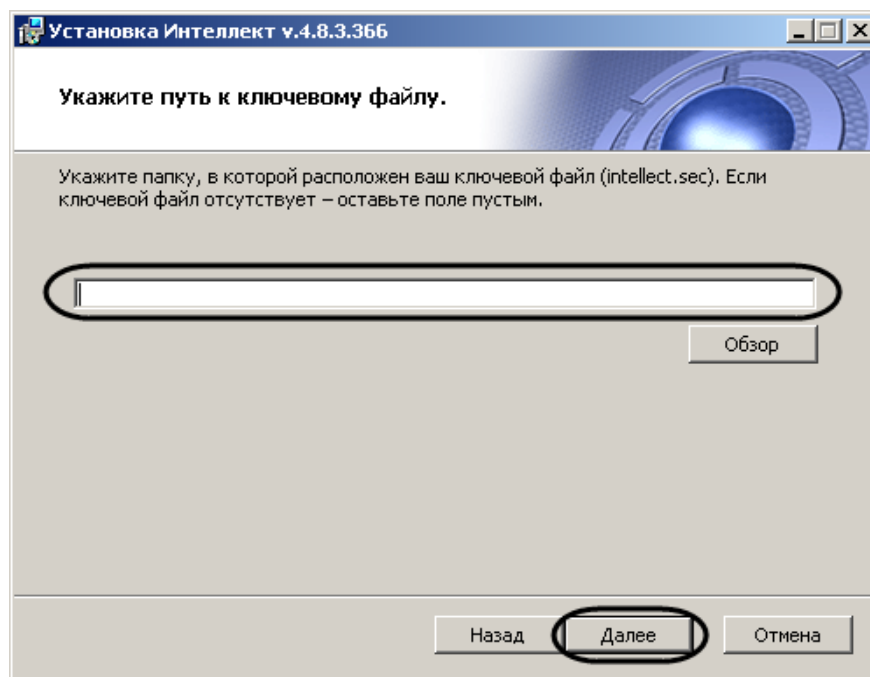 Установка Интеллект v.4.8.3.366
Укажите путь к ключевому файлу.
Укажите папку, в которой расположен ваш ключевой файл (intellect.sec). Если
ключевой файл отсутствует – оставьте поле пустым.
Обзор
Назад
Далее
Отмена